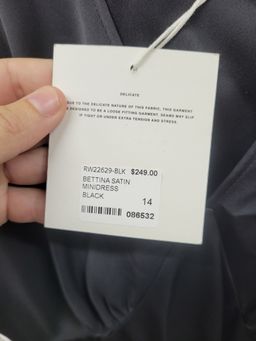 DELICATE
DUE TO THE DELICATE NATURE OF THIS FABRIC, THIS GARMENT
IS DESIGNED TO BE A LOOSE FITTING GARMENT. SEAMS MAY SLIP
IF TIGHT OR UNDER EXTRA TENSION AND STRESS.
RW22629-BLK $249.00
BETTINA SATIN
MINIDRESS
BLACK
14
086532